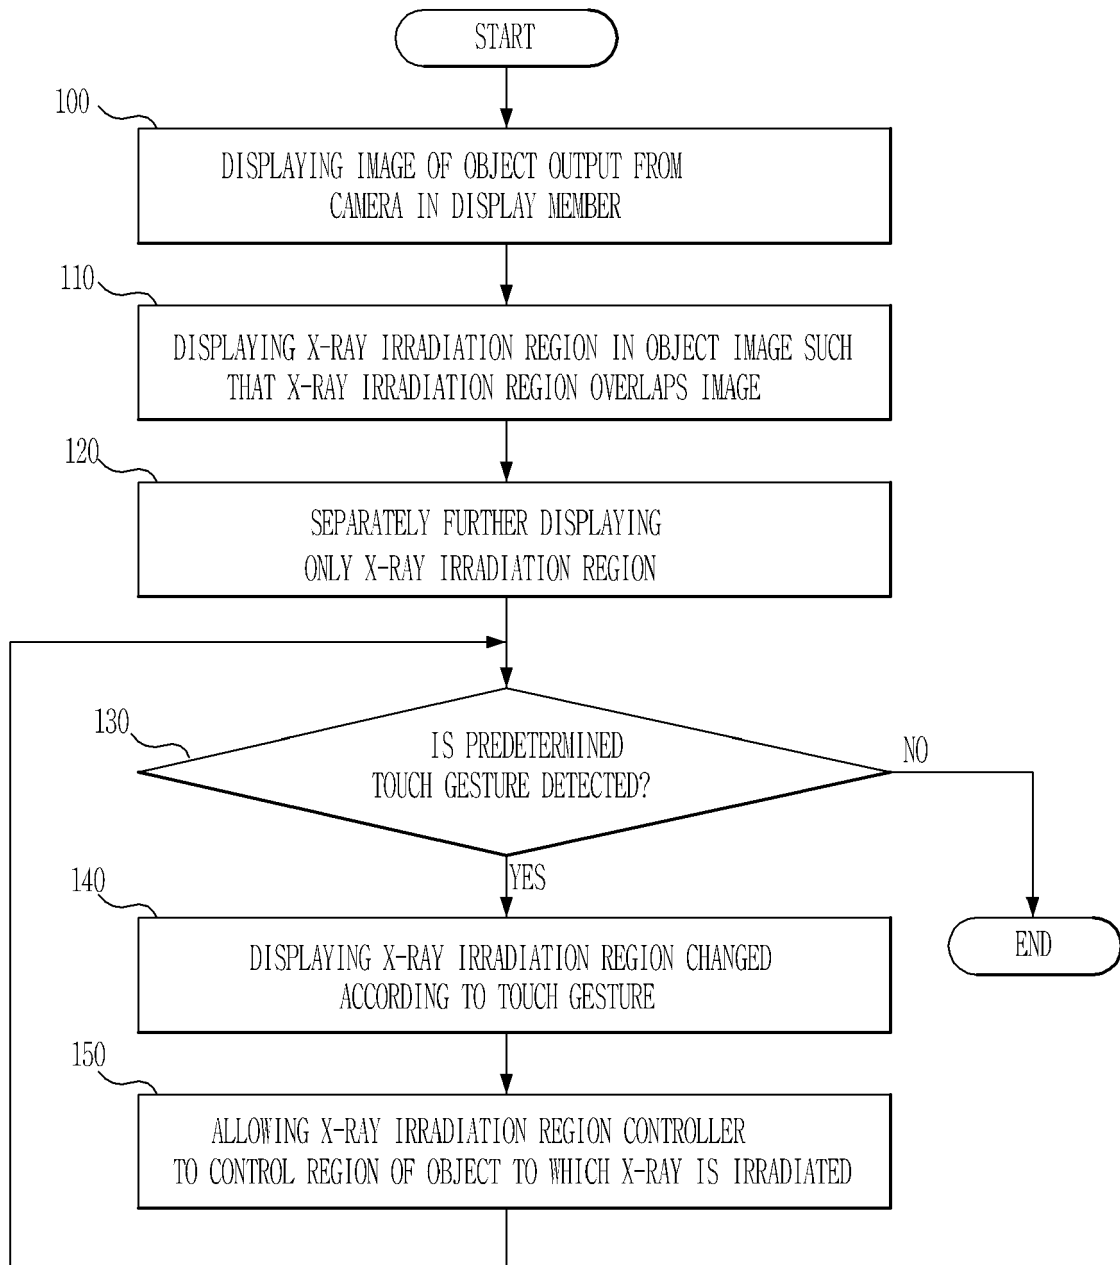 START
100
DISPLAYING IMAGE OF OBJECT OUTPUT FROM
CAMERA IN DISPLAY MEMBER
110
DISPLAYING X-RAY IRRADIATION REGION IN OBJECT IMAGE SUCH
THAT X-RAY IRRADIATION REGION OVERLAPS IMAGE
120
SEPARATELY FURTHER DISPLAYING
ONLY X-RAY IRRADIATION REGION
130
IS PREDETERMINED
TOUCH GESTURE DETECTED?
NO
YES
140
DISPLAYING X-RAY IRRADIATION REGION CHANGED
ACCORDING TO TOUCH GESTURE
END
150
ALLOWING X-RAY IRRADIATION REGION CONTROLLER
TO CONTROL REGION OF OBJECT TO WHICH X-RAY IS IRRADIATED